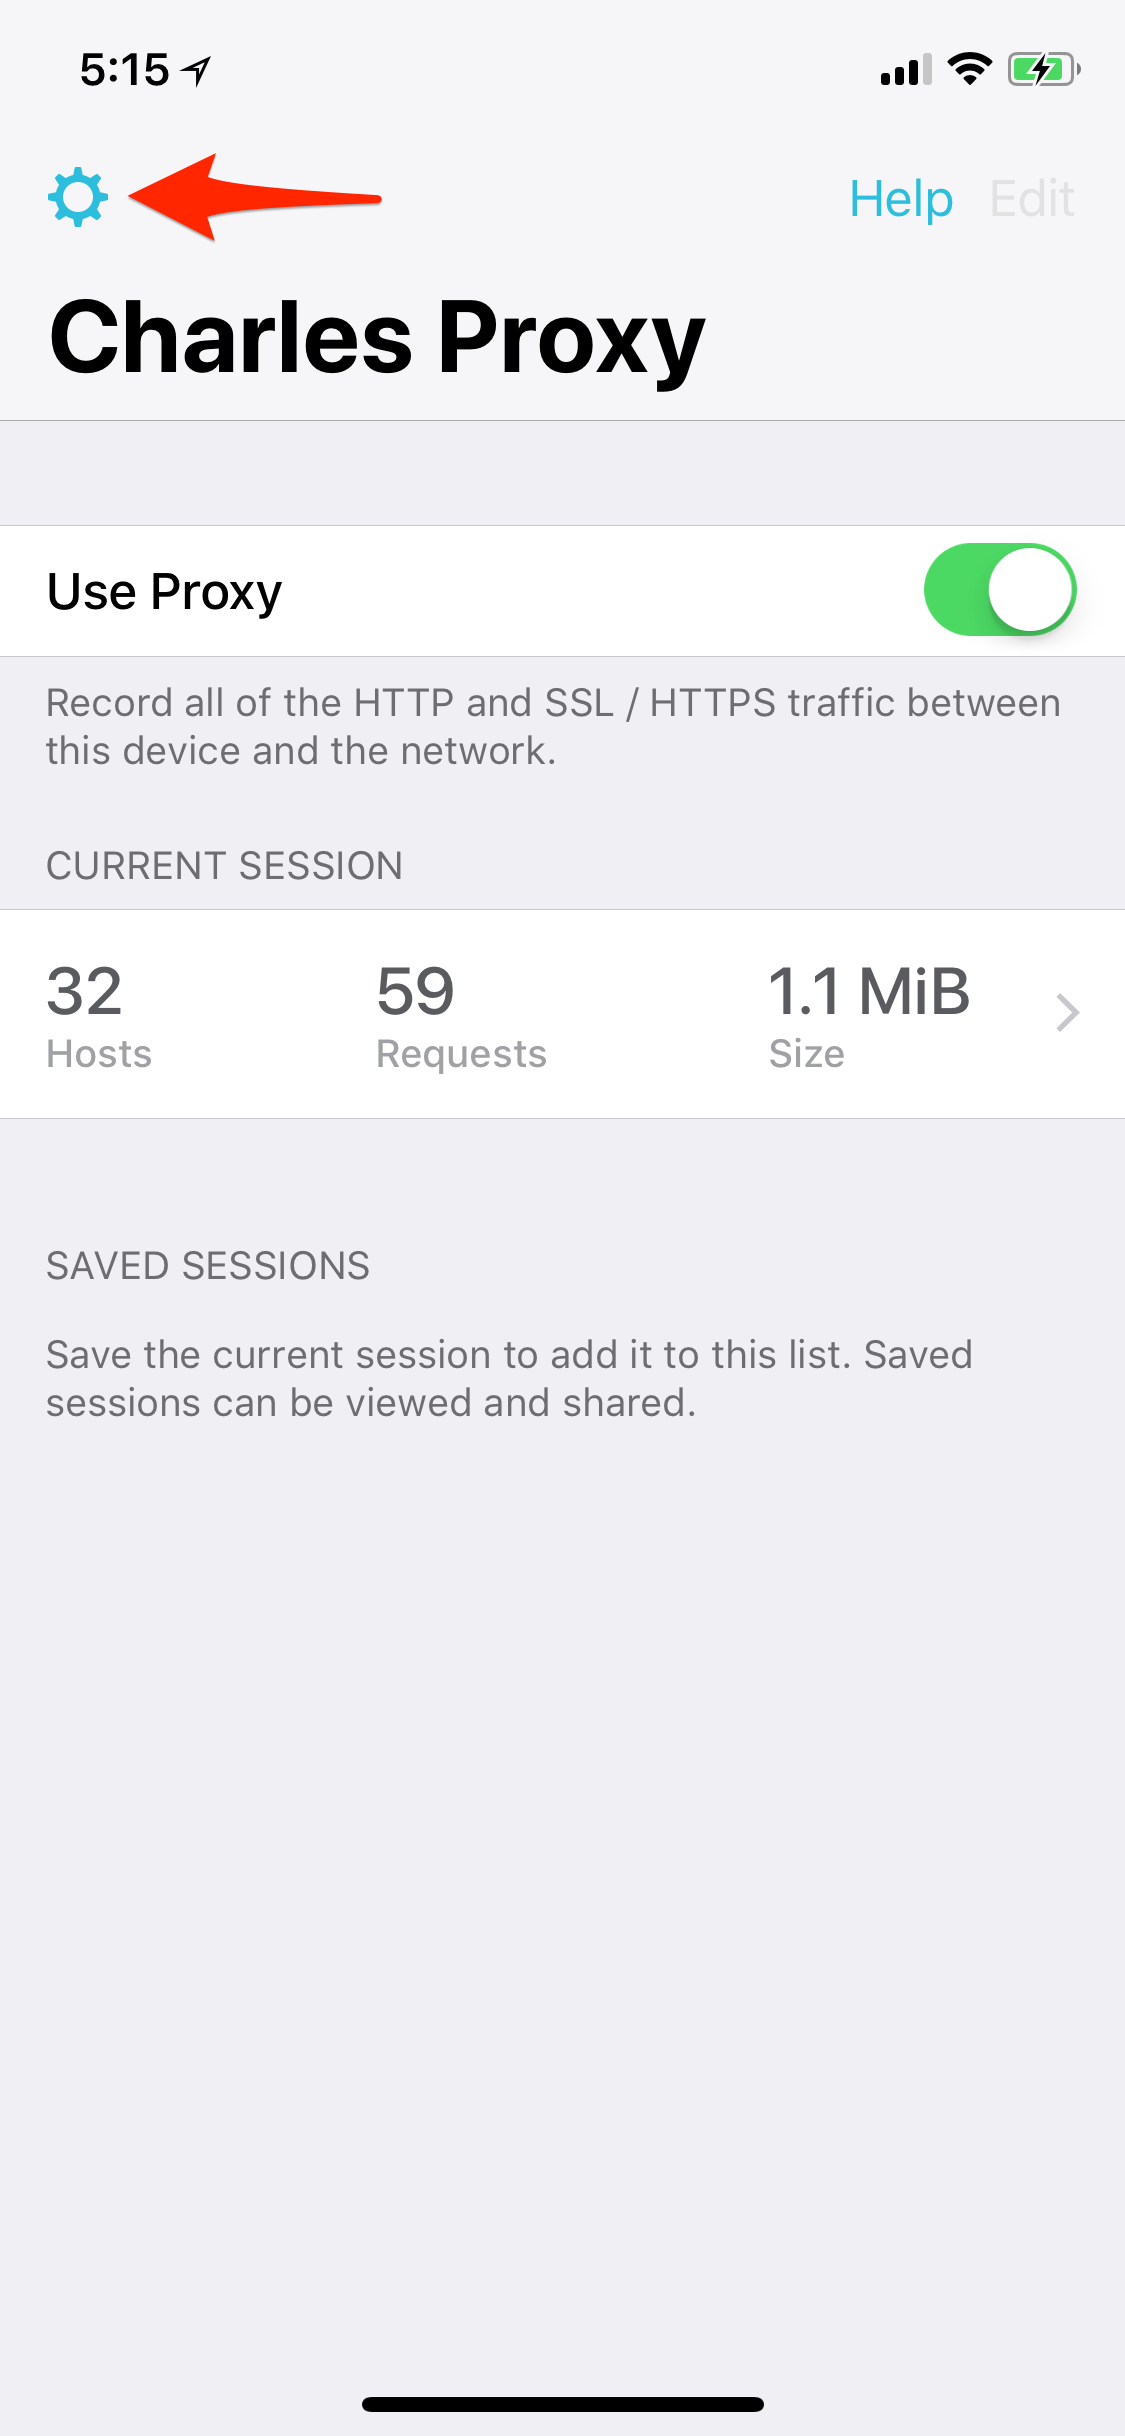 5:15
Help Edit
Charles Proxy
Use Proxy
Record all of the HTTP and SSL / HTTPS traffic between
this device and the network.
CURRENT SESSION
32 59 1.1 MiB
Hosts Requests Size
SAVED SESSIONS
Save the current session to add it to this list. Saved
sessions can be viewed and shared.